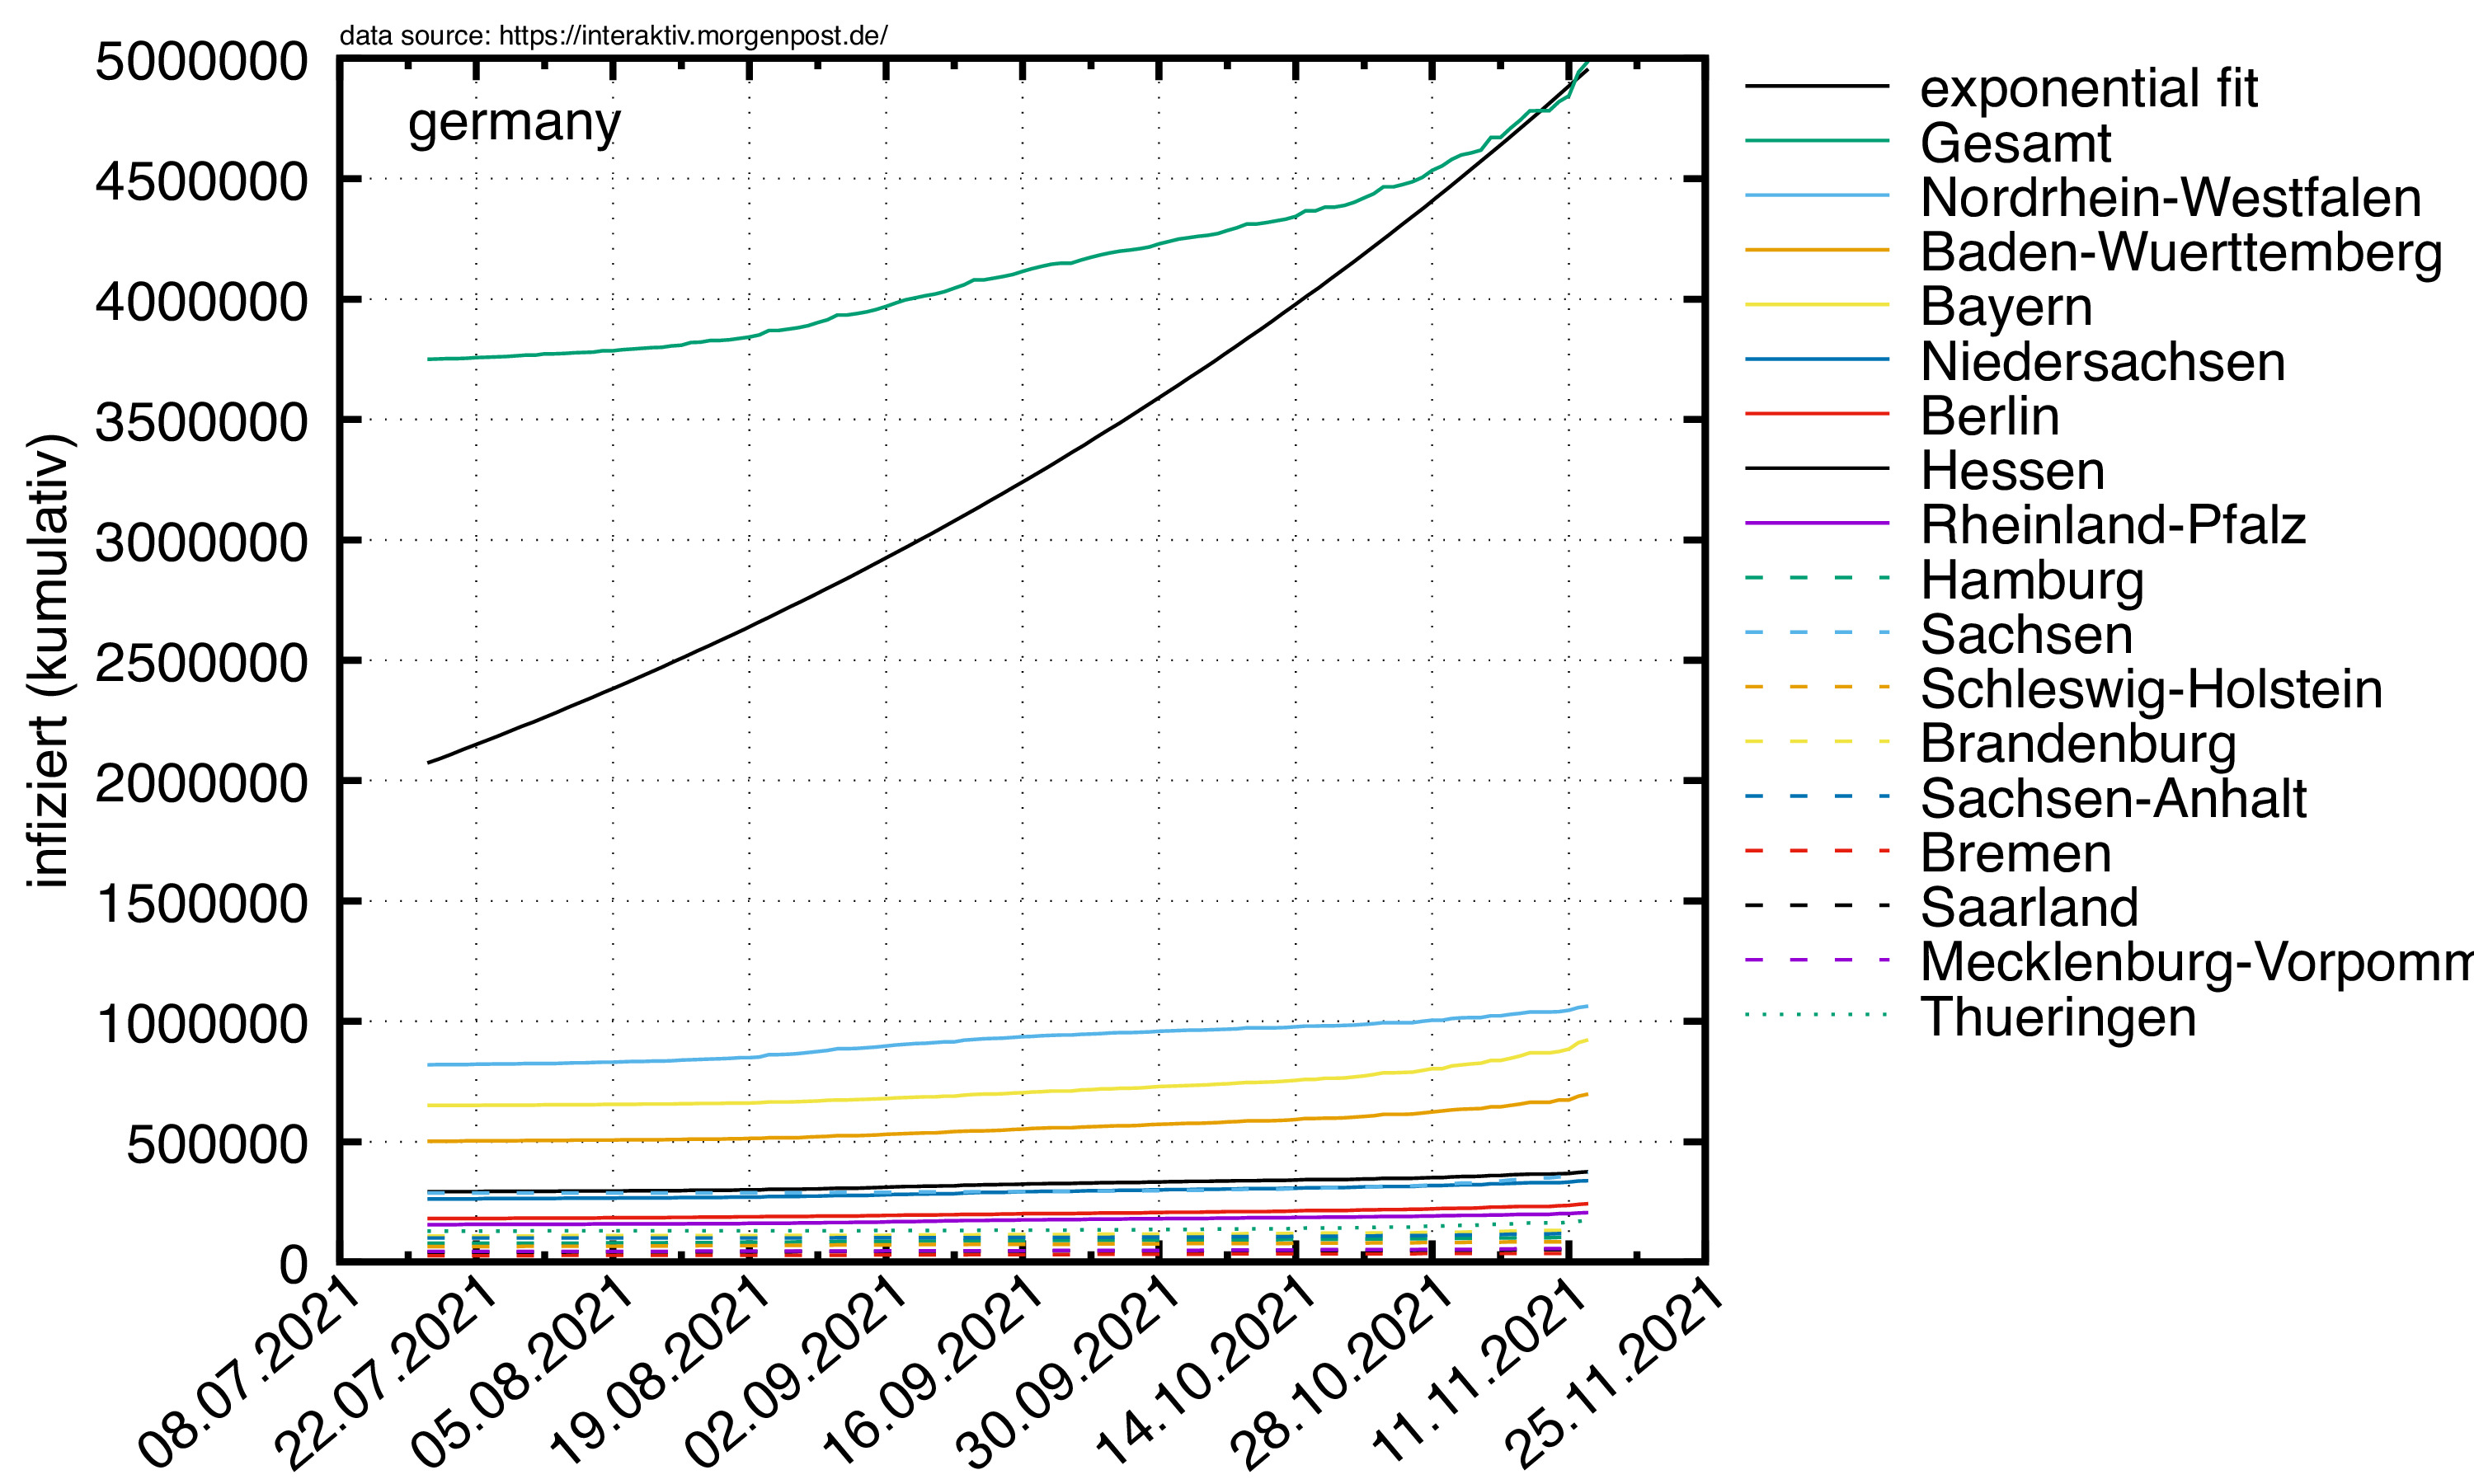 data source: https://interaktiv.morgenpost.de/
germany
infiziert (kumulativ)
5000000
4500000
4000000
3500000
3000000
2500000
2000000
1500000
1000000
500000
0
08.07.2021
22.07.2021
05.08.2021
19.08.2021
02.09.2021
16.09.2021
30.09.2021
14.10.2021
28.10.2021
11.11.2021
25.11.2021
exponential fit
Gesamt
Nordrhein-Westfalen
Baden-Wuerttemberg
Bayern
Niedersachsen
Berlin
Hessen
Rheinland-Pfalz
Hamburg
Sachsen
Schleswig-Holstein
Brandenburg
Sachsen-Anhalt
Bremen
Saarland
Mecklenburg-Vorpomm
Thueringen